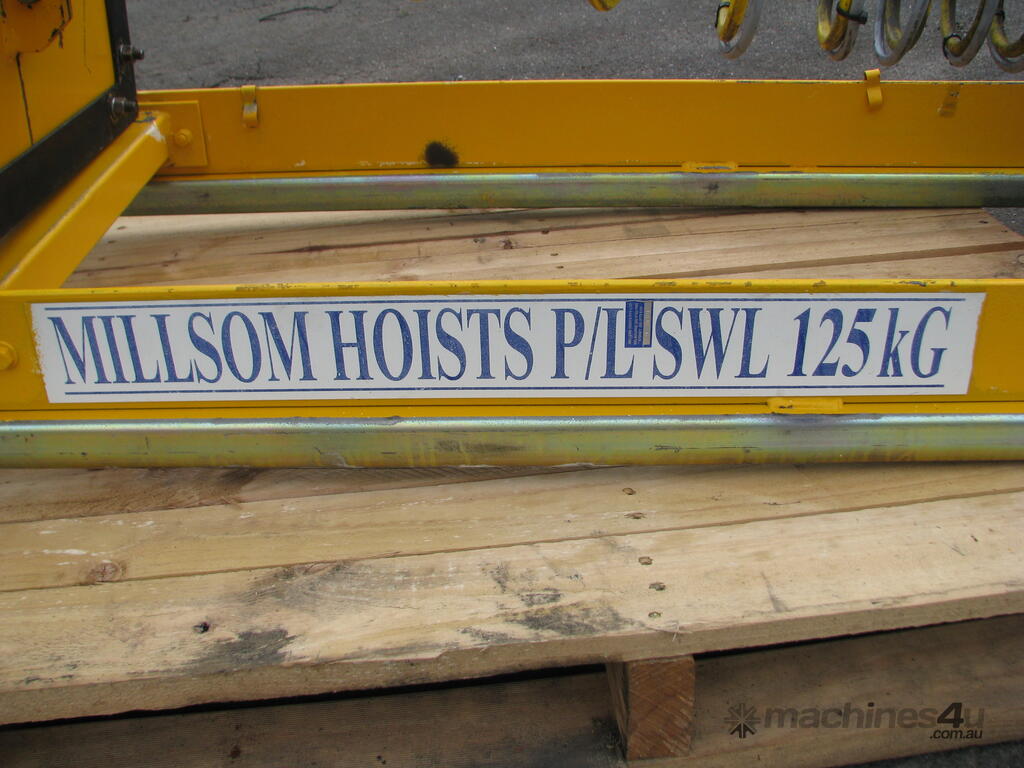 MILLSOM HOISTS P/L SWL 125kG
machines4u
.com.au